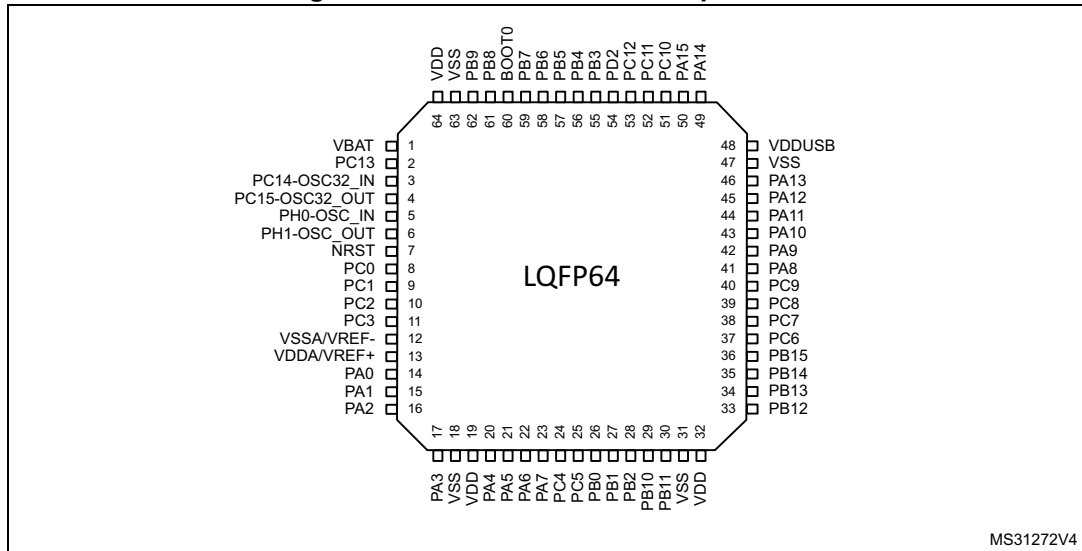 VDD
VSS
PB9
PB8
BOOT0
PB7
PB6
PB5
PB4
PB3
PD2
PC12
PC11
PC10
PA15
PA14
64
63
62
61
60
59
58
57
56
55
54
53
52
51
50
49
VBAT 1
PC13 2
PC14-OSC32_IN 3
PC15-OSC32_OUT 4
PH0-OSC_IN 5
PH1-OSC_OUT 6
NRST 7
PC0 8
PC1 9
PC2 10
PC3 11
VSSA/VREF- 12
VDDA/VREF+ 13
PA0 14
PA1 15
PA2 16
LQFP64
48 VDDUSB
47 VSS
46 PA13
45 PA12
44 PA11
43 PA10
42 PA9
41 PA8
40 PC9
39 PC8
38 PC7
37 PC6
36 PB15
35 PB14
34 PB13
33 PB12
17
18
19
20
21
22
23
24
25
26
27
28
29
30
31
32
PA3
VSS
VDD
PA4
PA5
PA6
PA7
PC4
PC5
PB0
PB1
PB2
PB10
PB11
VSS
VDD
MS31272V4